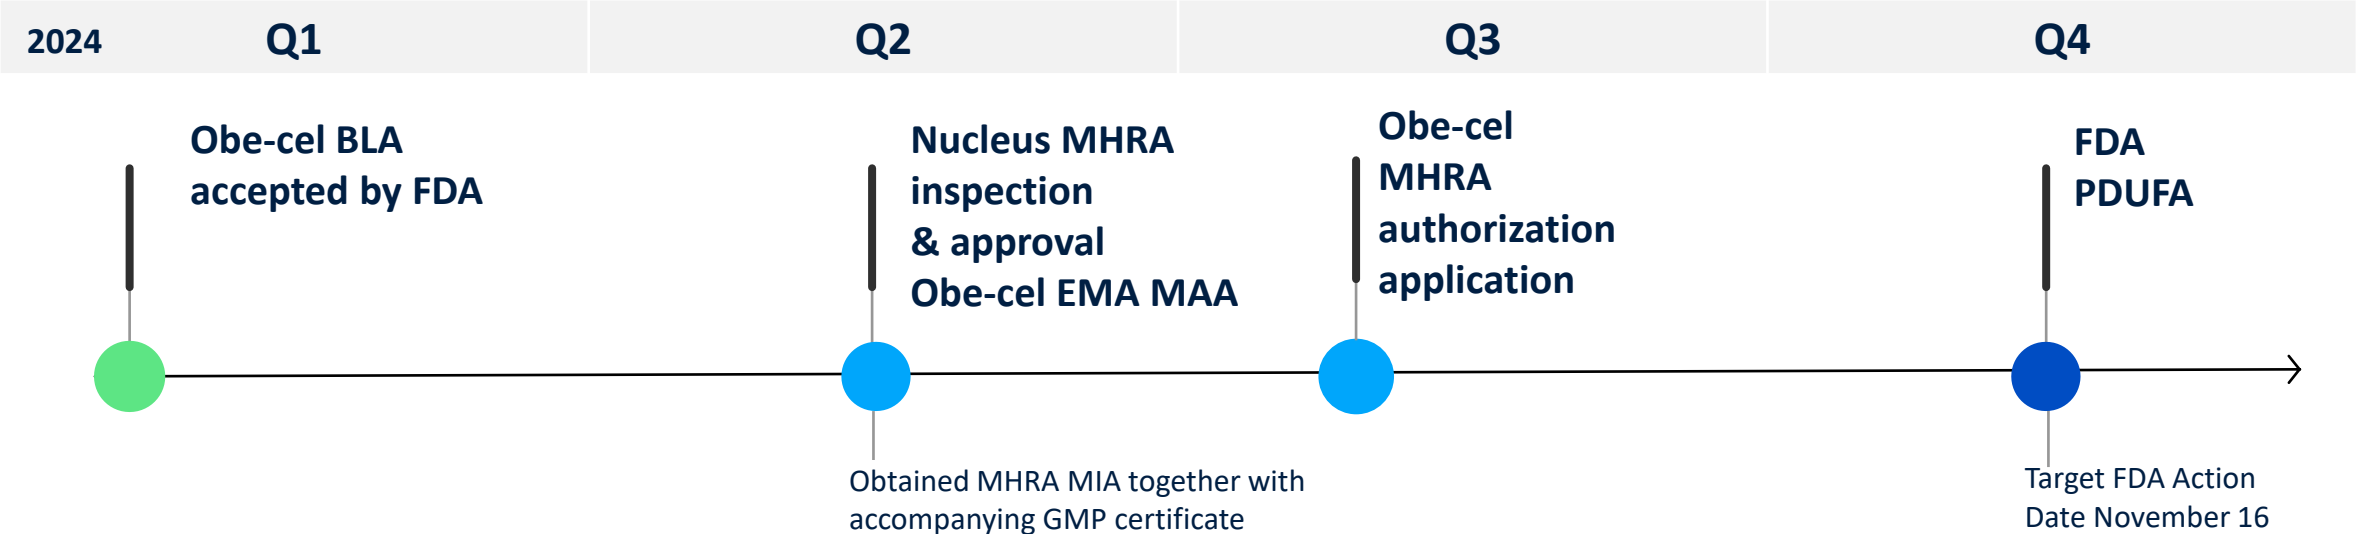 2024
Q1
Q2
Q3
Q4
Obe-cel BLA
accepted by FDA
Nucleus MHRA
inspection
& approval
Obe-cel EMA MAA
Obe-cel
MHRA
authorization
application
FDA
PDUFA
Obtained MHRA MIA together with
accompanying GMP certificate
Target FDA Action
Date November 16